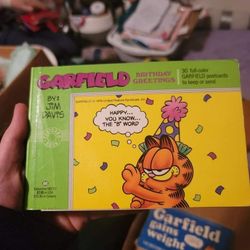 GARFIELD
BIRTHDAY
GREETINGS
30 full-color
GARFIELD postcards
to keep or send
BY:
JIM
DAVIS
HAPPY...
YOU KNOW...
THE "B" WORD
Garfield
gains
weight